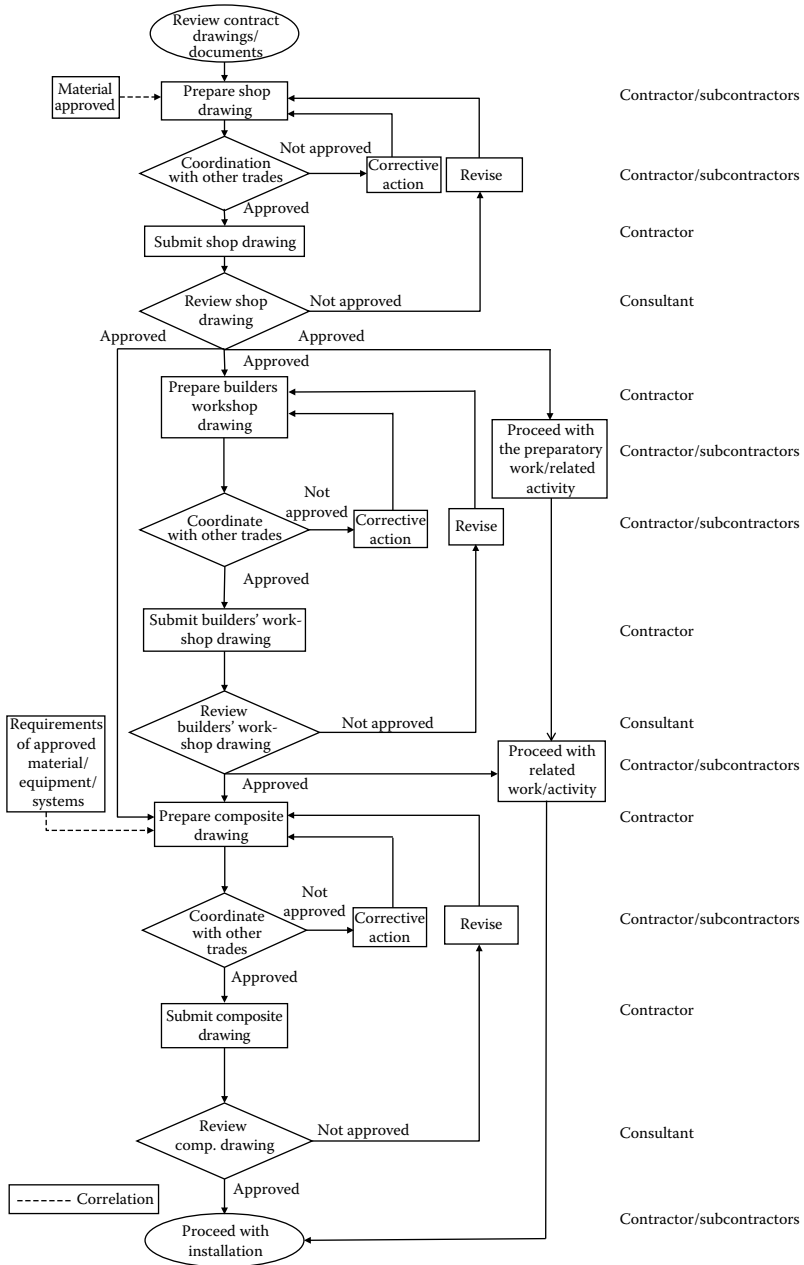 Review contract
drawings/
documents
Material
approved
Prepare shop
drawing
Contractor/subcontractors
Not approved
Coordination
with other trades
Corrective
action
Revise
Contractor/subcontractors
Approved
Submit shop drawing
Contractor
Review shop
drawing
Not approved
Consultant
Approved
Approved
Approved
Prepare builders
workshop
drawing
Contractor
Proceed with
the preparatory
work/related
activity
Contractor/subcontractors
Not
approved
Coordinate
with other trades
Corrective
action
Revise
Contractor/subcontractors
Approved
Submit builders’ work-
shop drawing
Contractor
Review
builders’ work-
shop drawing
Not approved
Consultant
Requirements
of approved
material/
equipment/
systems
Proceed with
related
work/activity
Contractor/subcontractors
Approved
Prepare composite
drawing
Contractor
Not
approved
Coordinate
with other
trades
Corrective
action
Revise
Contractor/subcontractors
Approved
Submit composite
drawing
Contractor
Review
comp. drawing
Not approved
Consultant
Approved
Correlation
Proceed with
installation
Contractor/subcontractors